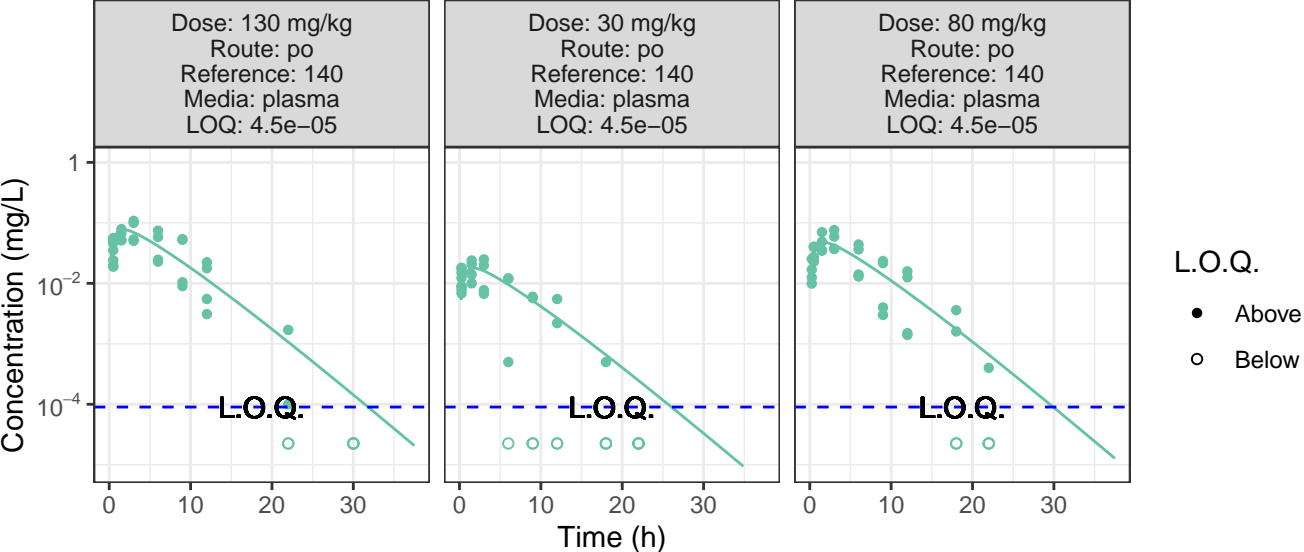 Dose: 130 mg/kg
Route: po
Reference: 140
Media: plasma
LOQ: 4.5e−05
Dose: 30 mg/kg
Route: po
Reference: 140
Media: plasma
LOQ: 4.5e−05
Dose: 80 mg/kg
Route: po
Reference: 140
Media: plasma
LOQ: 4.5e−05
Concentration (mg/L)
1
10⁻²
10⁻⁴
L.O.Q.
L.O.Q.
L.O.Q.
0 10 20 30
0 10 20 30
0 10 20 30
Time (h)
L.O.Q.
Above
Below